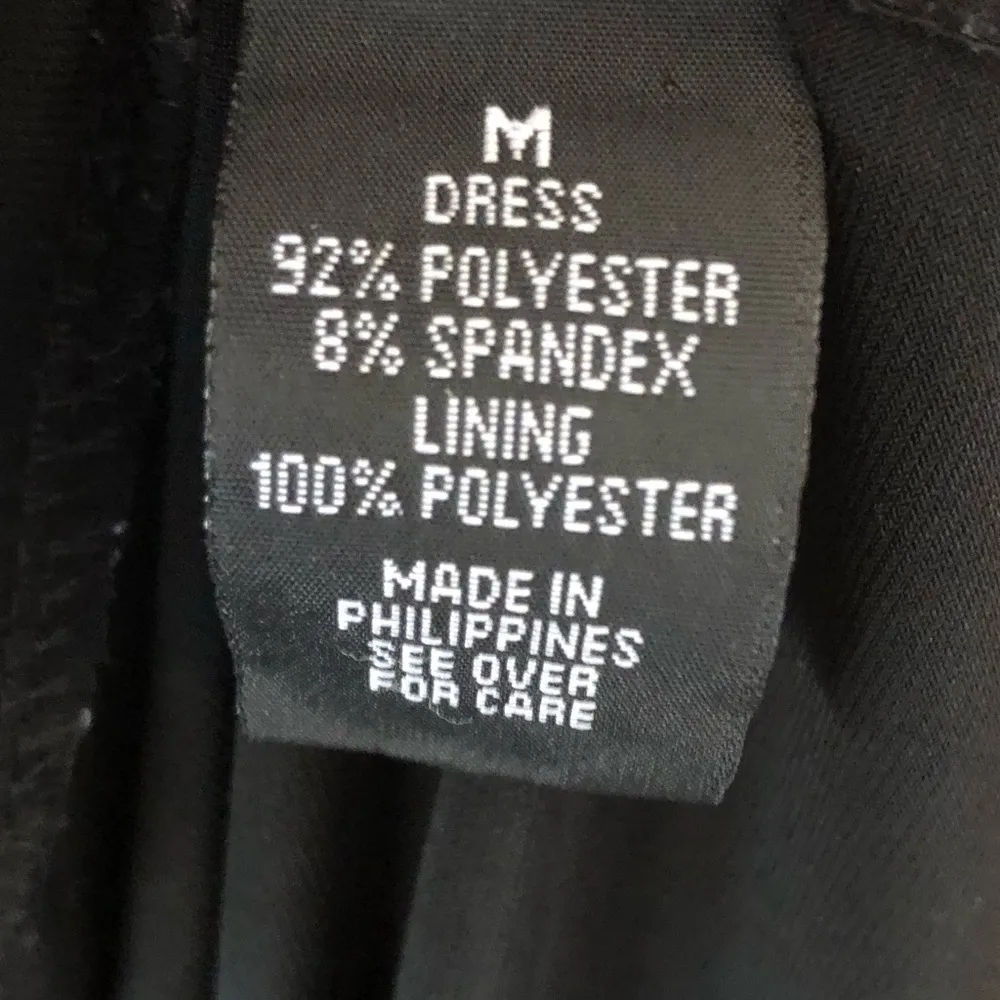 M
DRESS
92% POLYESTER
8% SPANDEX
LINING
100% POLYESTER
MADE IN
PHILIPPINES
SEE OVER
FOR CARE